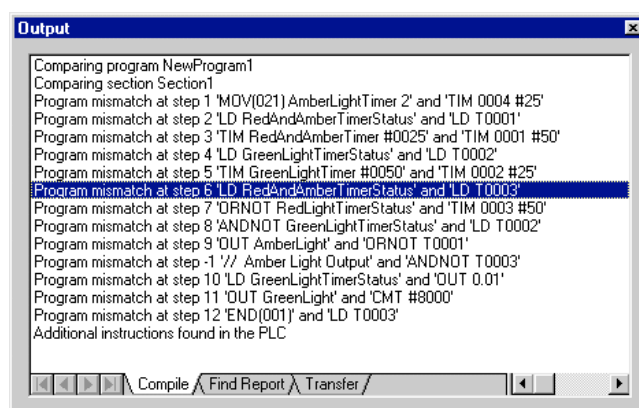 Output
Comparing program NewProgram1
Comparing section Section1
Program mismatch at step 1 'MOV(021) AmberLightTimer 2' and 'TIM 0004 #25'
Program mismatch at step 2 'LD RedAndAmberTimerStatus' and 'LD T0001'
Program mismatch at step 3 'TIM RedAndAmberTimer #0025' and 'TIM 0001 #50'
Program mismatch at step 4 'LD GreenLightTimerStatus' and 'LD T0002'
Program mismatch at step 5 'TIM GreenLightTimer #0050' and 'TIM 0002 #25'
Program mismatch at step 6 'LD RedAndAmberTimerStatus' and 'LD T0003'
Program mismatch at step 7 'ORNOT RedLightTimerStatus' and 'TIM 0003 #50'
Program mismatch at step 8 'ANDNOT GreenLightTimerStatus' and 'LD T0002'
Program mismatch at step 9 'OUT AmberLight' and 'ORNOT T0001'
Program mismatch at step -1 '// Amber Light Output' and 'ANDNOT T0003'
Program mismatch at step 10 'LD GreenLightTimerStatus' and 'OUT 0.01'
Program mismatch at step 11 'OUT GreenLight' and 'CMT #8000'
Program mismatch at step 12 'END(001)' and 'LD T0003'
Additional instructions found in the PLC
Compile Find Report Transfer